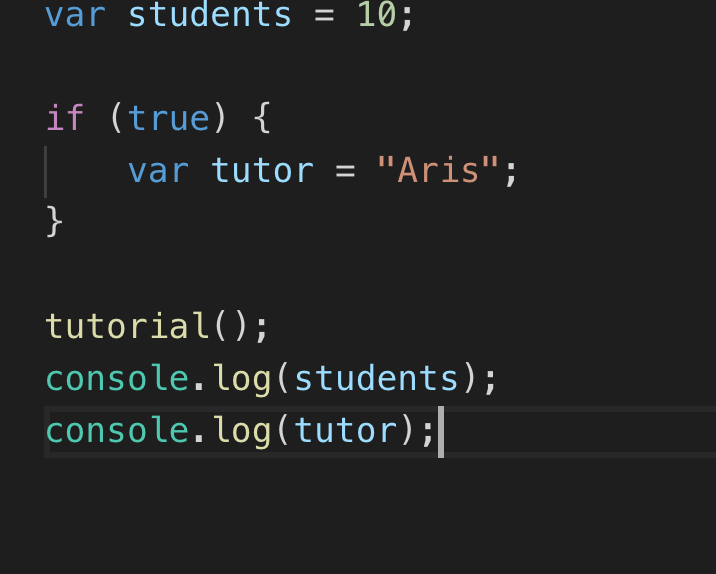 var students = 10;
if (true) {
var tutor = "Aris";
}
tutorial();
console.log(students);
console.log(tutor);